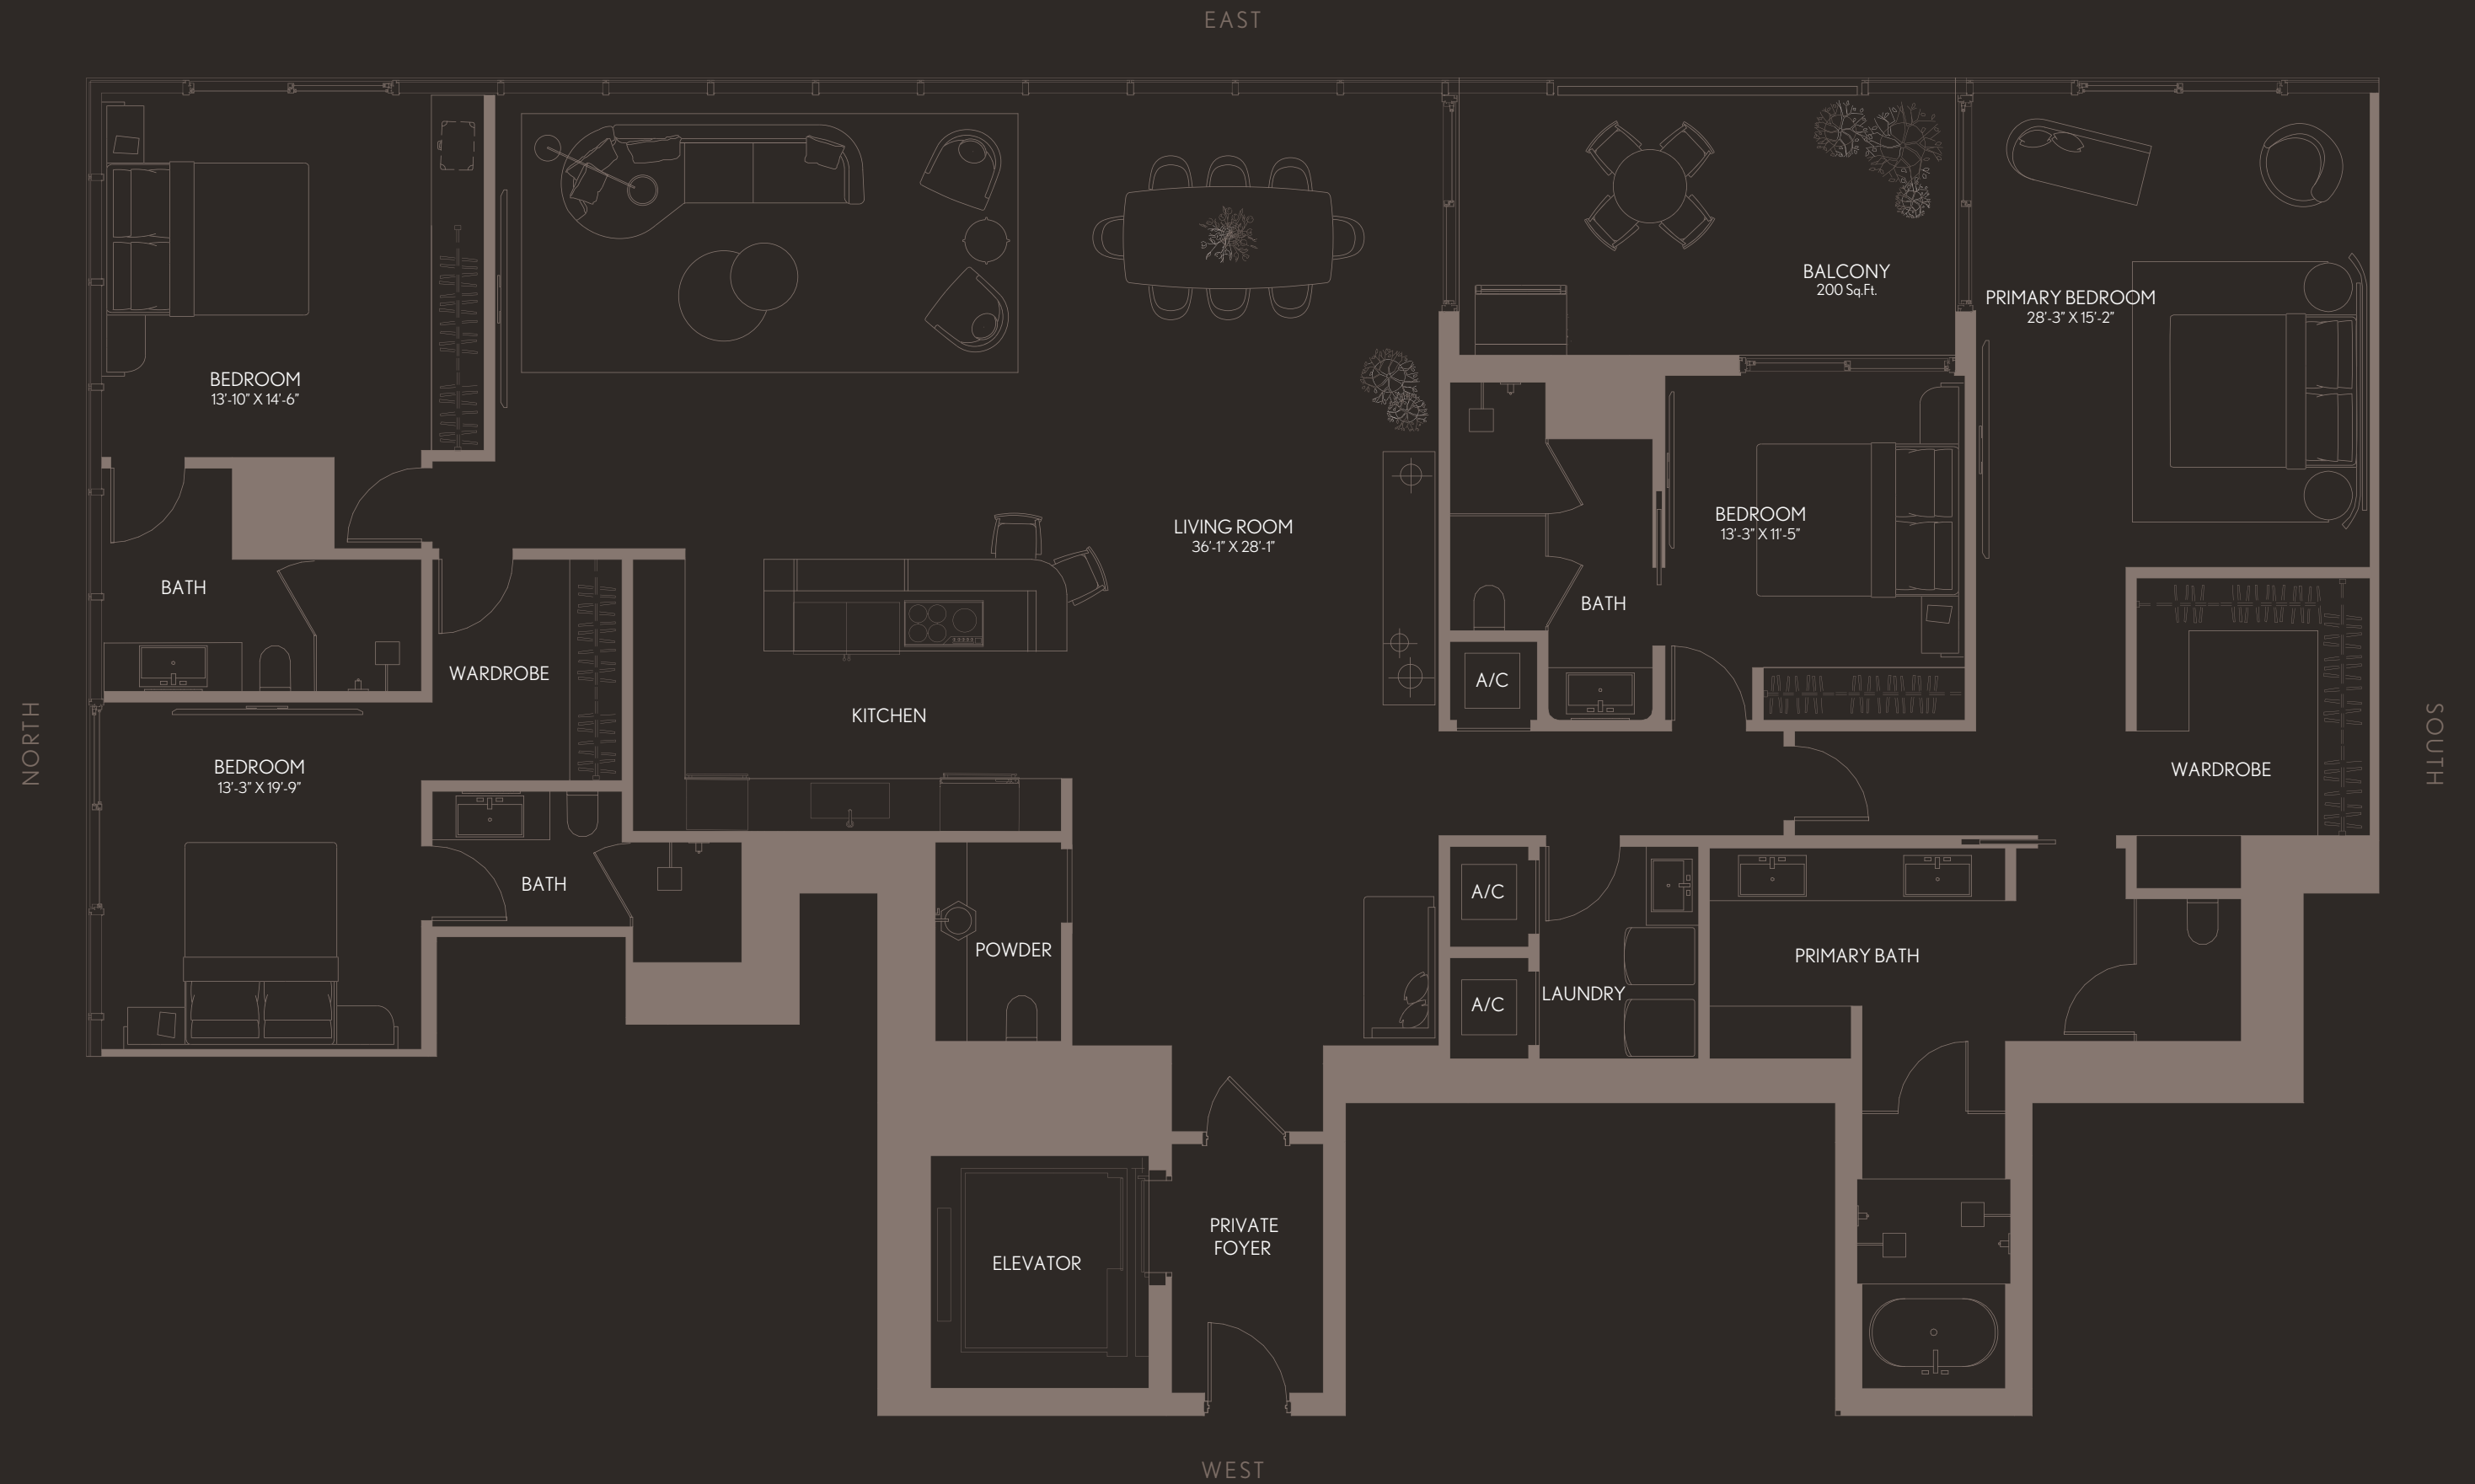 EAST
BALCONY
200 Sq.Ft.
PRIMARY BEDROOM
28'-3" X 15'-2"
BEDROOM
13'-10" X 14'-6"
LIVING ROOM
36'-1" X 28'-1"
BEDROOM
13'-3" X 11'-5"
BATH
BATH
WARDROBE
A/C
KITCHEN
NORTH
SOUTH
BEDROOM
13'-3" X 19'-9"
WARDROBE
BATH
A/C
POWDER
PRIMARY BATH
LAUNDRY
A/C
PRIVATE
FOYER
ELEVATOR
WEST